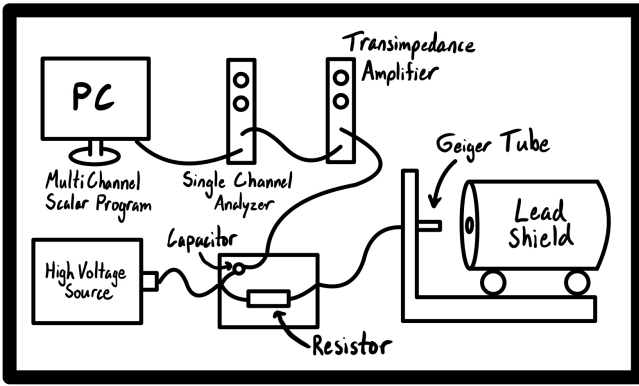 Transimpedance
Amplifier
PC
Geiger Tube
MultiChannel
Scalar Program
Single Channel
Analyzer
Lead
Shield
Capacitor
High Voltage
Source
Resistor